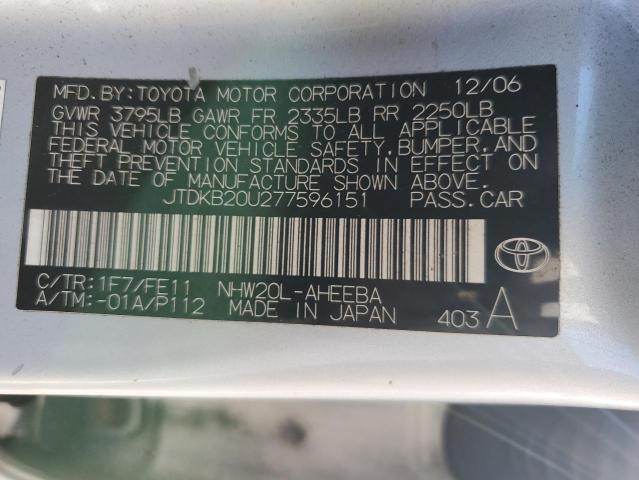 MFD. BY: TOYOTA MOTOR CORPORATION 12/06
GVWR 3795LB GAWR FR 2335LB RR 2250LB
THIS VEHICLE CONFORMS TO ALL APPLICABLE
FEDERAL MOTOR VEHICLE SAFETY, BUMPER, AND
THEFT PREVENTION STANDARDS IN EFFECT ON
THE DATE OF MANUFACTURE SHOWN ABOVE.
JTDKB20U277596151 PASS.CAR
C/TR:1F7/FE11 NHW20L-AHEEBA
A/TM:-01A/P112 MADE IN JAPAN 403 A